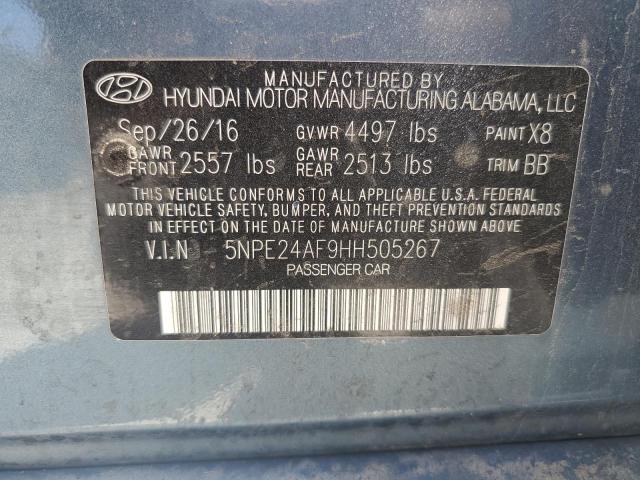 MANUFACTURED BY
HYUNDAI MOTOR MANUFACTURING ALABAMA, LLC
Sep/26/16 GVWR 4497 lbs PAINT X8
GAWR FRONT 2557 lbs GAWR REAR 2513 lbs TRIM BB
THIS VEHICLE CONFORMS TO ALL APPLICABLE U.S.A. FEDERAL
MOTOR VEHICLE SAFETY, BUMPER, AND THEFT PREVENTION STANDARDS
IN EFFECT ON THE DATE OF MANUFACTURE SHOWN ABOVE.
V.I.N 5NPE24AF9HH505267
PASSENGER CAR